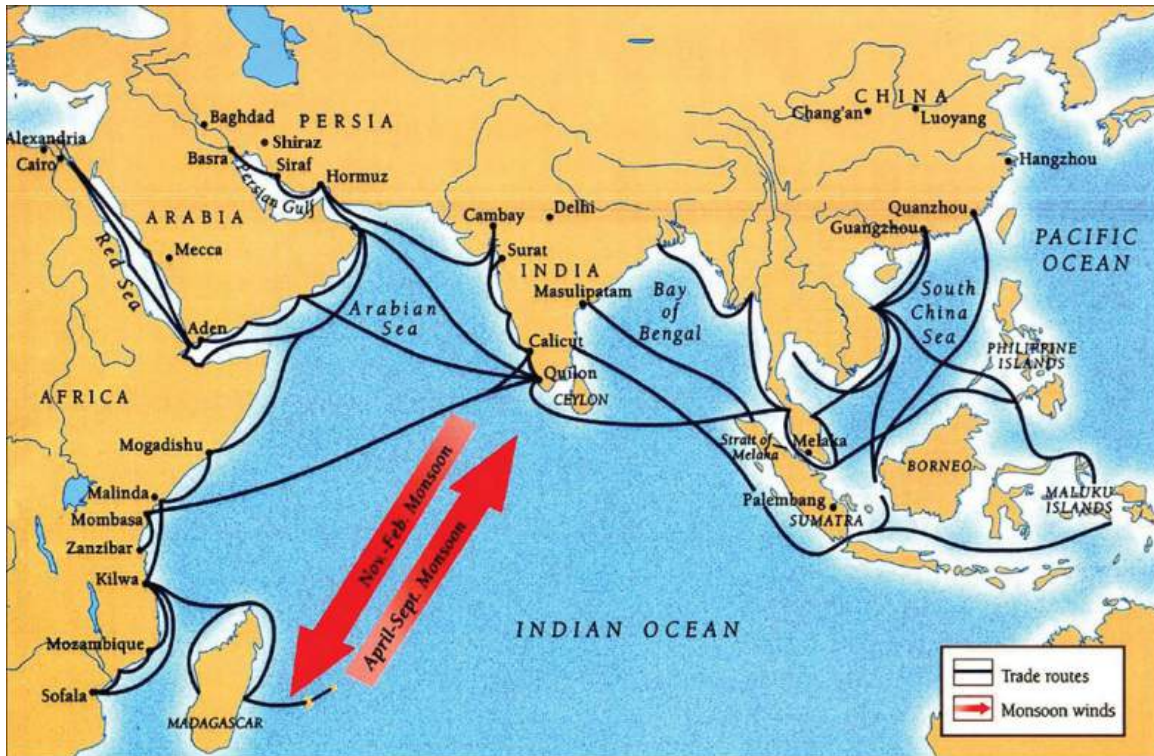 CHINA
Chang'an
Luoyang
Baghdad
PERSIA
Alexandria
Shiraz
Cairo
Basra
Siraf
Hangzhou
Persian Gulf
Hormuz
ARABIA
Cambay
Delhi
Quanzhou
Guangzhou
PACIFIC
OCEAN
Mecca
Surat
INDIA
Red Sea
Masulipatam
Bay
of
Bengal
South
China
Sea
Arabian
Sea
Aden
Calicut
PHILIPPINE
ISLANDS
Quilon
CEYLON
AFRICA
Mogadishu
Strait of
Melaka
Melaka
BORNEO
Malinda
Mombasa
Palembang
SUMATRA
MALUKU
ISLANDS
Zanzibar
Nov.-Feb. Monsoon
April-Sept. Monsoon
Kilwa
INDIAN OCEAN
Mozambique
Sofala
MADAGASCAR
Trade routes
Monsoon winds